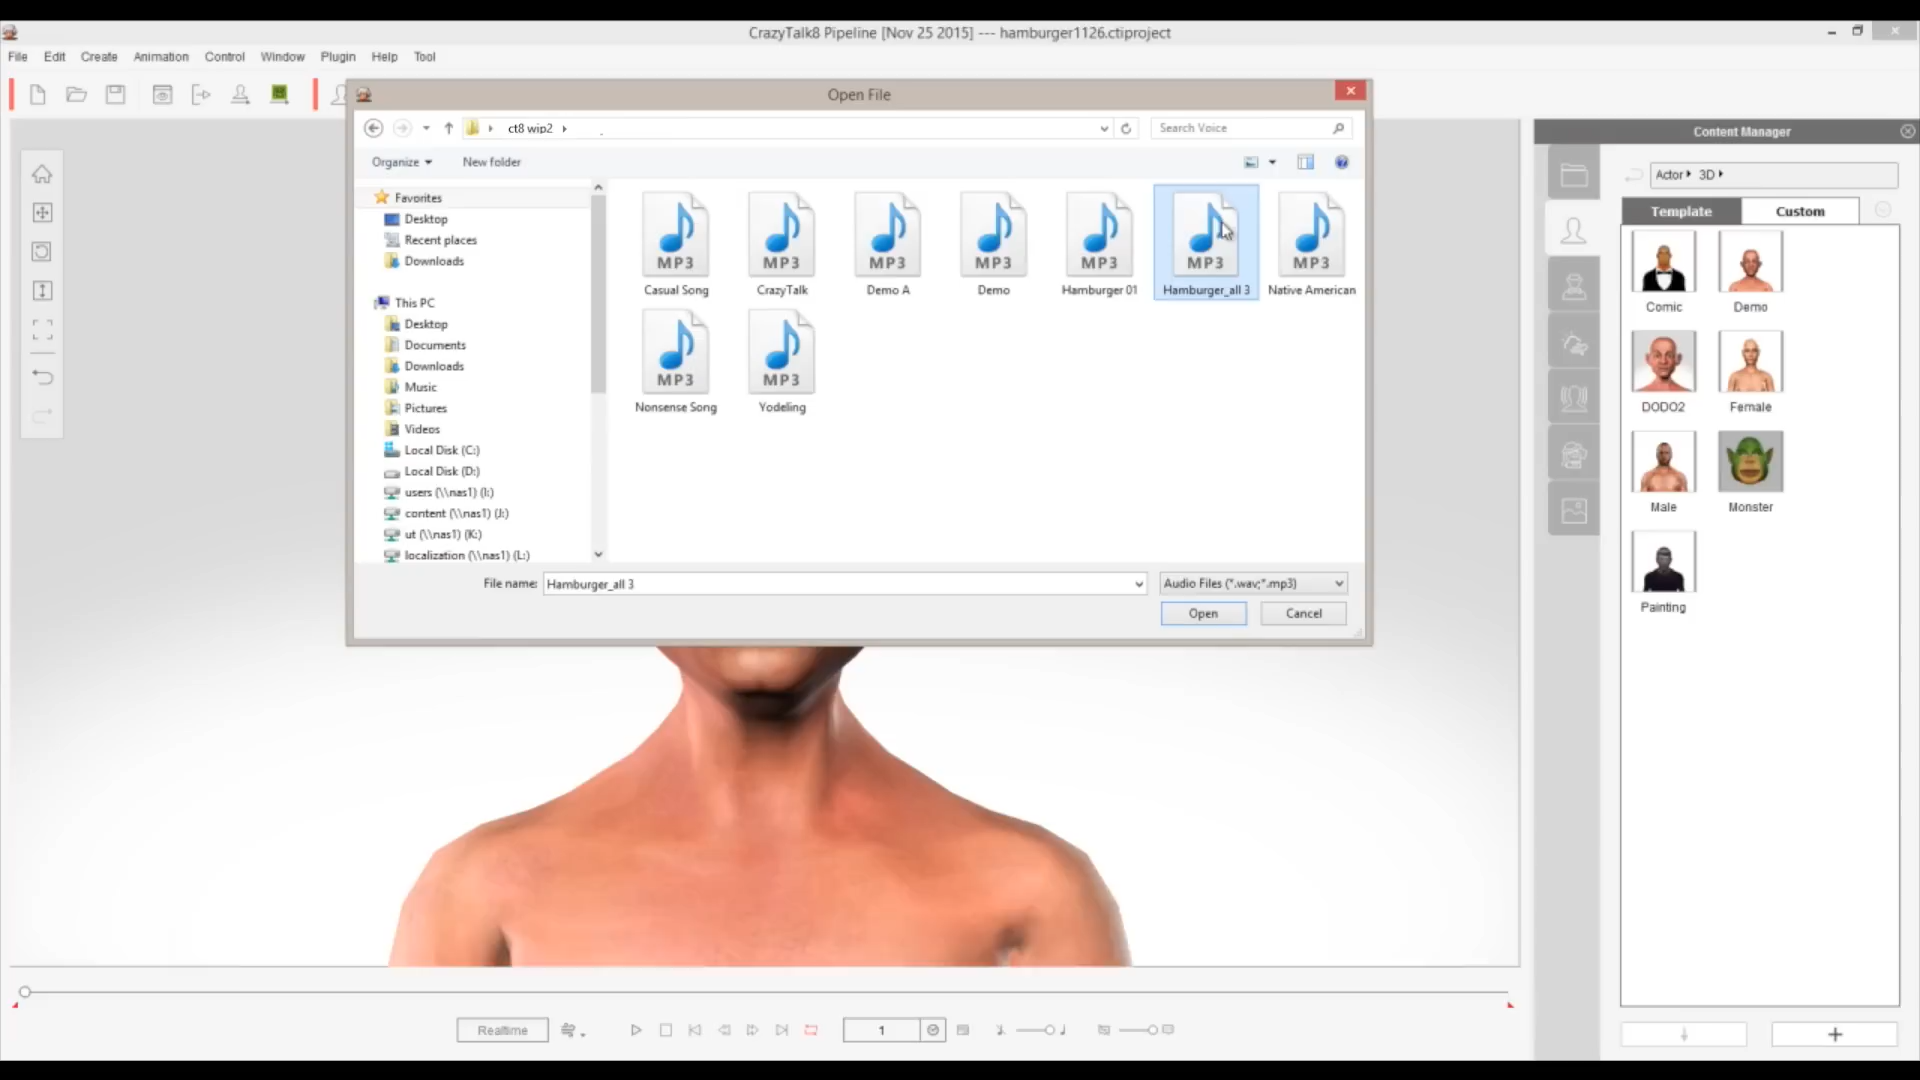 CrazyTalk8 Pipeline [Nov 25 2015] --- hamburger1126.ctiproject
File Edit Create Animation Control Window Plugin Help Tool
Open File
ct8 wip2
Search Voice
Organize
New folder
Favorites
Desktop
Recent places
Downloads
This PC
Desktop
Documents
Downloads
Music
Pictures
Videos
Local Disk (C:)
Local Disk (D:)
users (\\nas1) (I:)
content (\\nas1) (J:)
ut (\\nas1) (K:)
localization (\\nas1) (L:)
MP3 MP3 MP3 MP3 MP3 MP3 MP3
Casual Song CrazyTalk Demo A Demo Hamburger 01 Hamburger_all 3 Native American
MP3 MP3
Nonsense Song Yodeling
File name: Hamburger_all 3
Audio Files (*.wav;*.mp3)
Open Cancel
Content Manager
Actor 3D
Template Custom
Comic Demo
DODO2 Female
Male Monster
Painting
Realtime
1